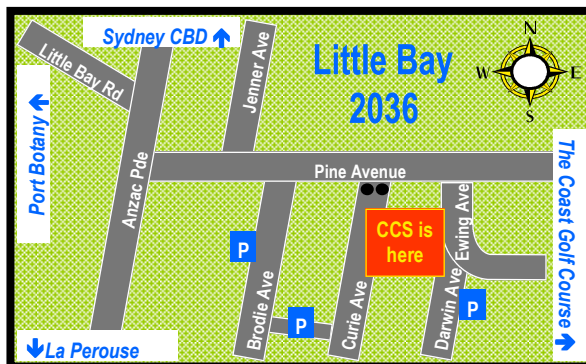 Sydney CBD ↑
Little Bay
2036
N
W E
S
Little Bay Rd
Jenner Ave
Port Botany ↑
Anzac Pde
Pine Avenue
The Coast Golf Course →
CCS is
here
Ewing Ave
P
P
P
Brodie Ave
Curie Ave
Darwin Ave
↓ La Perouse